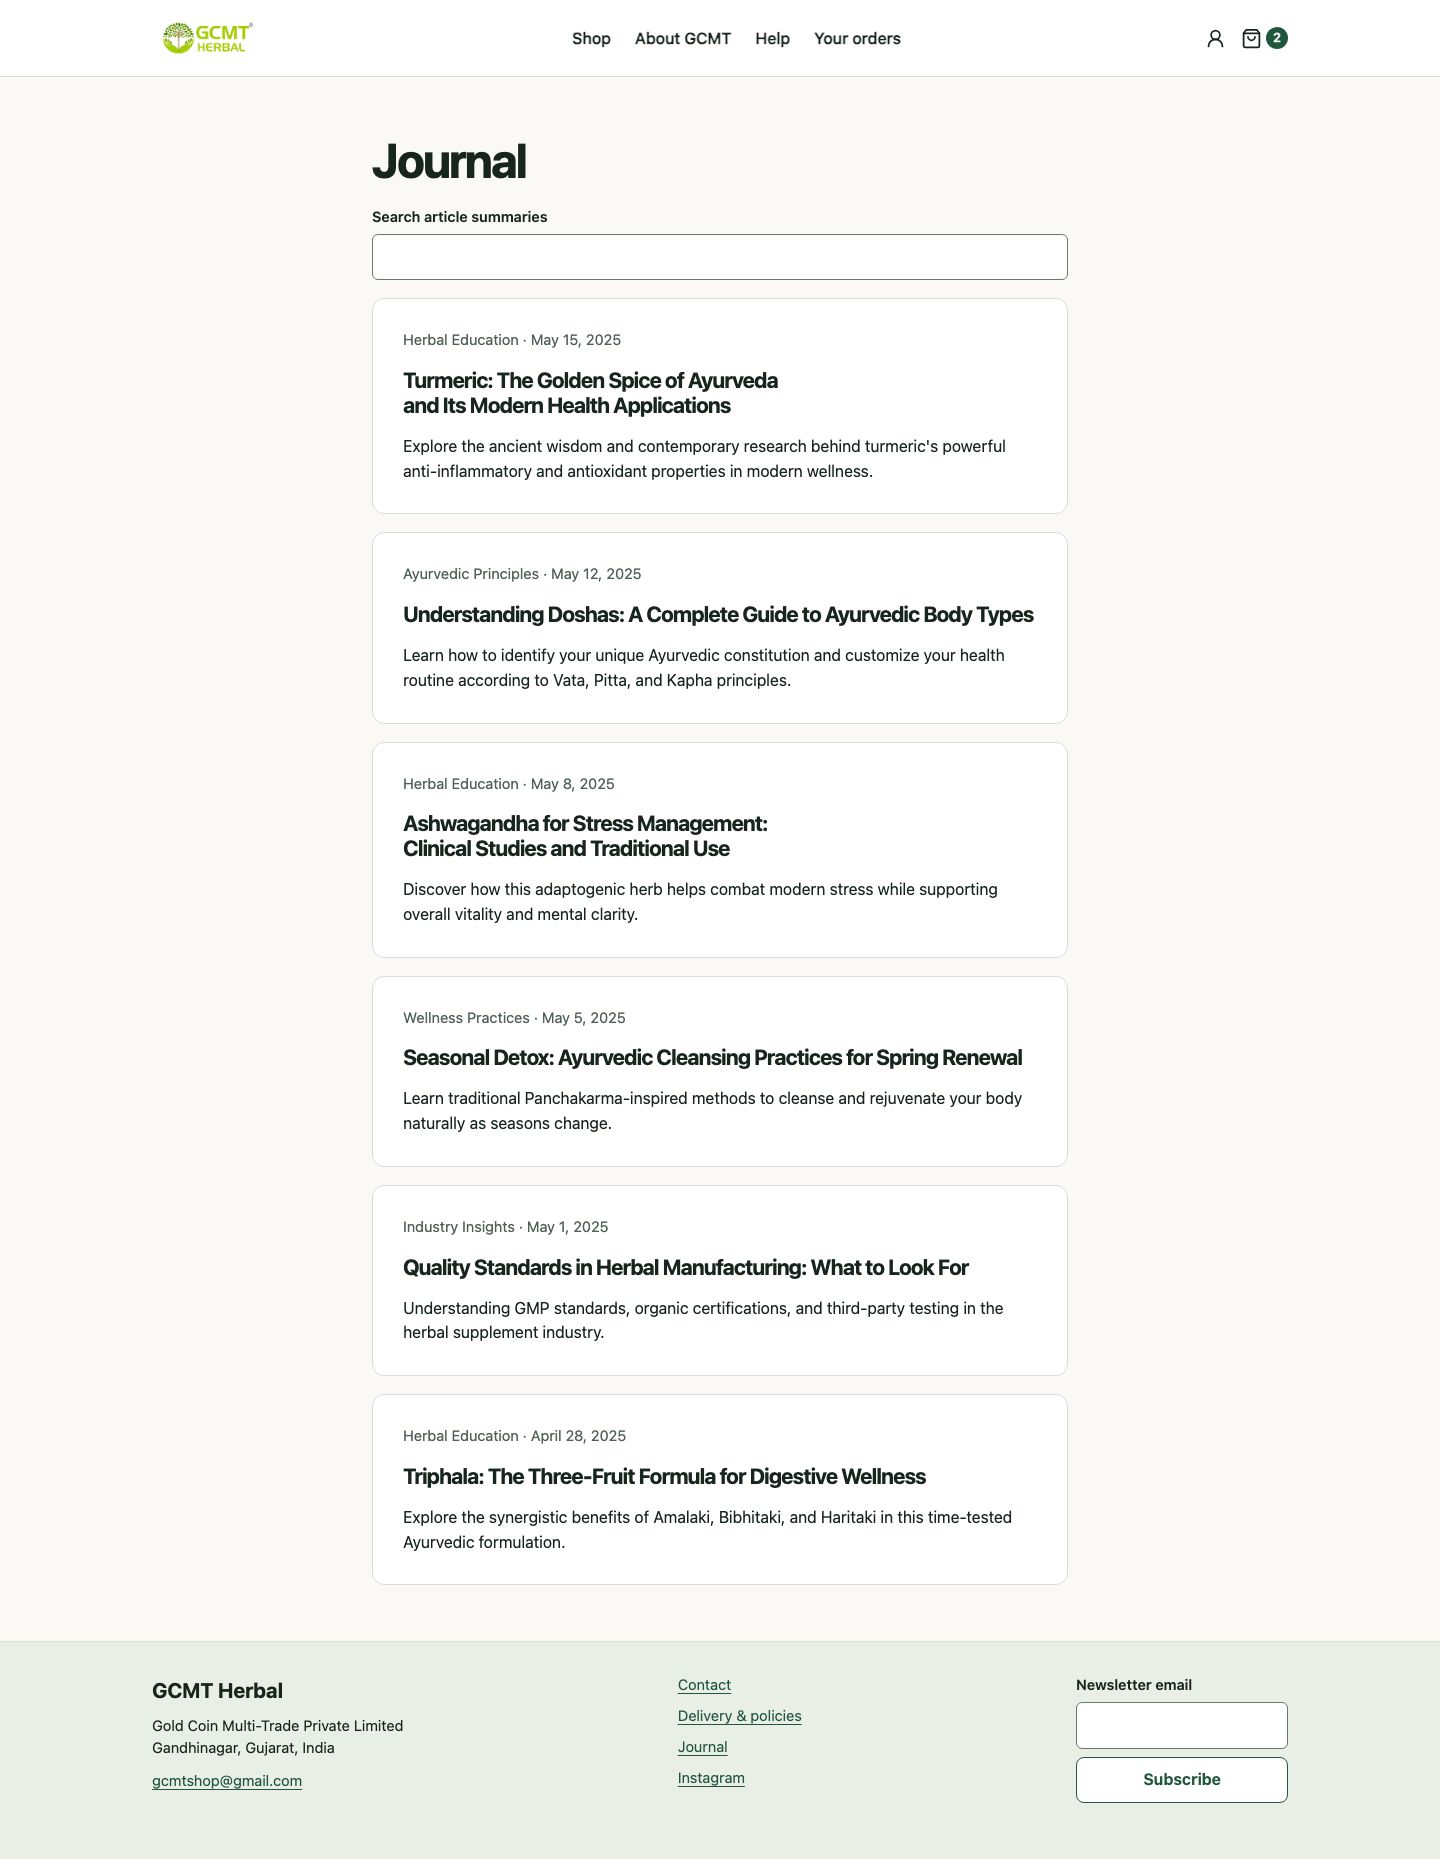 GCMT®
HERBAL
Shop
About GCMT
Help
Your orders
2
Journal
Search article summaries
Herbal Education · May 15, 2025
Turmeric: The Golden Spice of Ayurveda
and Its Modern Health Applications
Explore the ancient wisdom and contemporary research behind turmeric's powerful
anti-inflammatory and antioxidant properties in modern wellness.
Ayurvedic Principles · May 12, 2025
Understanding Doshas: A Complete Guide to Ayurvedic Body Types
Learn how to identify your unique Ayurvedic constitution and customize your health
routine according to Vata, Pitta, and Kapha principles.
Herbal Education · May 8, 2025
Ashwagandha for Stress Management:
Clinical Studies and Traditional Use
Discover how this adaptogenic herb helps combat modern stress while supporting
overall vitality and mental clarity.
Wellness Practices · May 5, 2025
Seasonal Detox: Ayurvedic Cleansing Practices for Spring Renewal
Learn traditional Panchakarma-inspired methods to cleanse and rejuvenate your body
naturally as seasons change.
Industry Insights · May 1, 2025
Quality Standards in Herbal Manufacturing: What to Look For
Understanding GMP standards, organic certifications, and third-party testing in the
herbal supplement industry.
Herbal Education · April 28, 2025
Triphala: The Three-Fruit Formula for Digestive Wellness
Explore the synergistic benefits of Amalaki, Bibhitaki, and Haritaki in this time-tested
Ayurvedic formulation.
GCMT Herbal
Gold Coin Multi-Trade Private Limited
Gandhinagar, Gujarat, India
gcmtshop@gmail.com
Contact
Delivery & policies
Journal
Instagram
Newsletter email
Subscribe